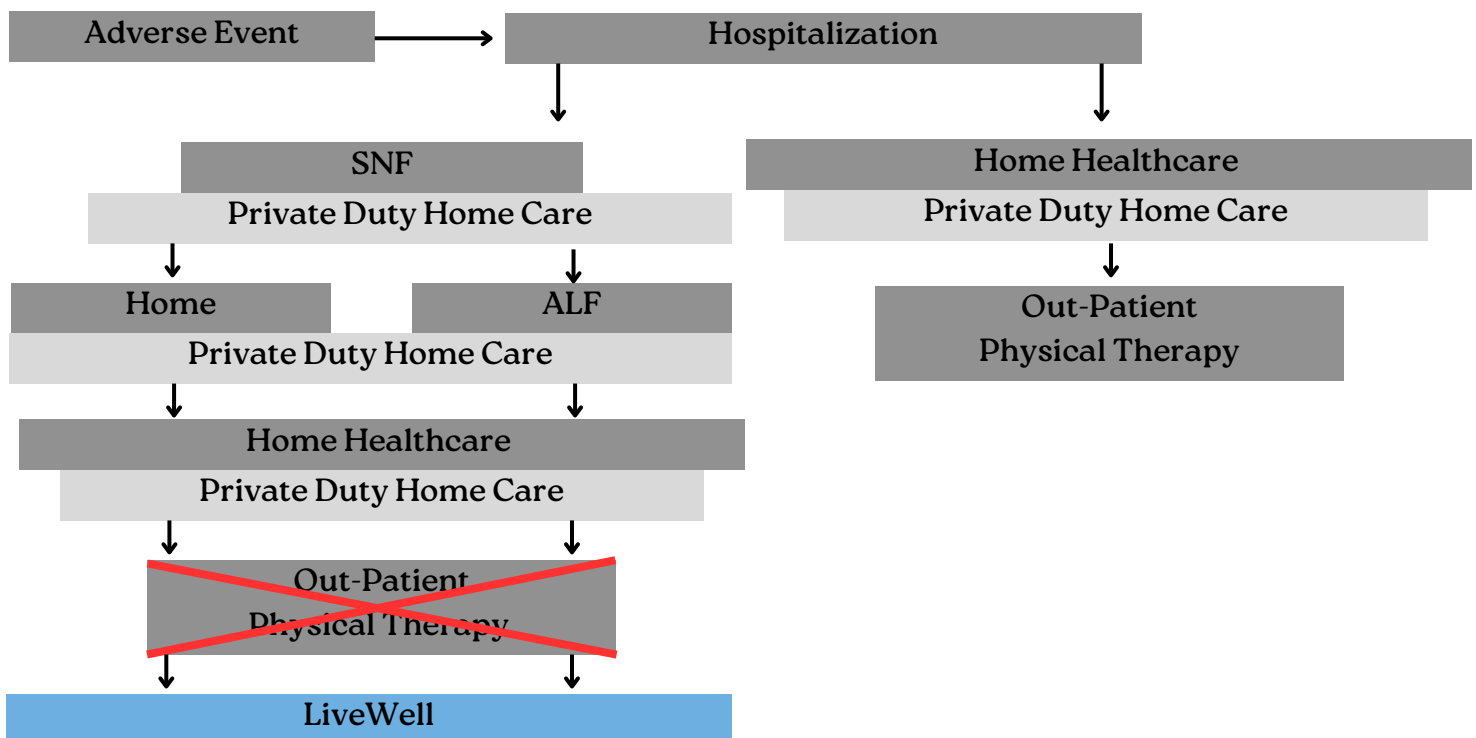 Adverse Event
Hospitalization
SNF
Private Duty Home Care
Home
ALF
Private Duty Home Care
Home Healthcare
Private Duty Home Care
Out-Patient
Physical Therapy
LiveWell
Home Healthcare
Private Duty Home Care
Out-Patient
Physical Therapy